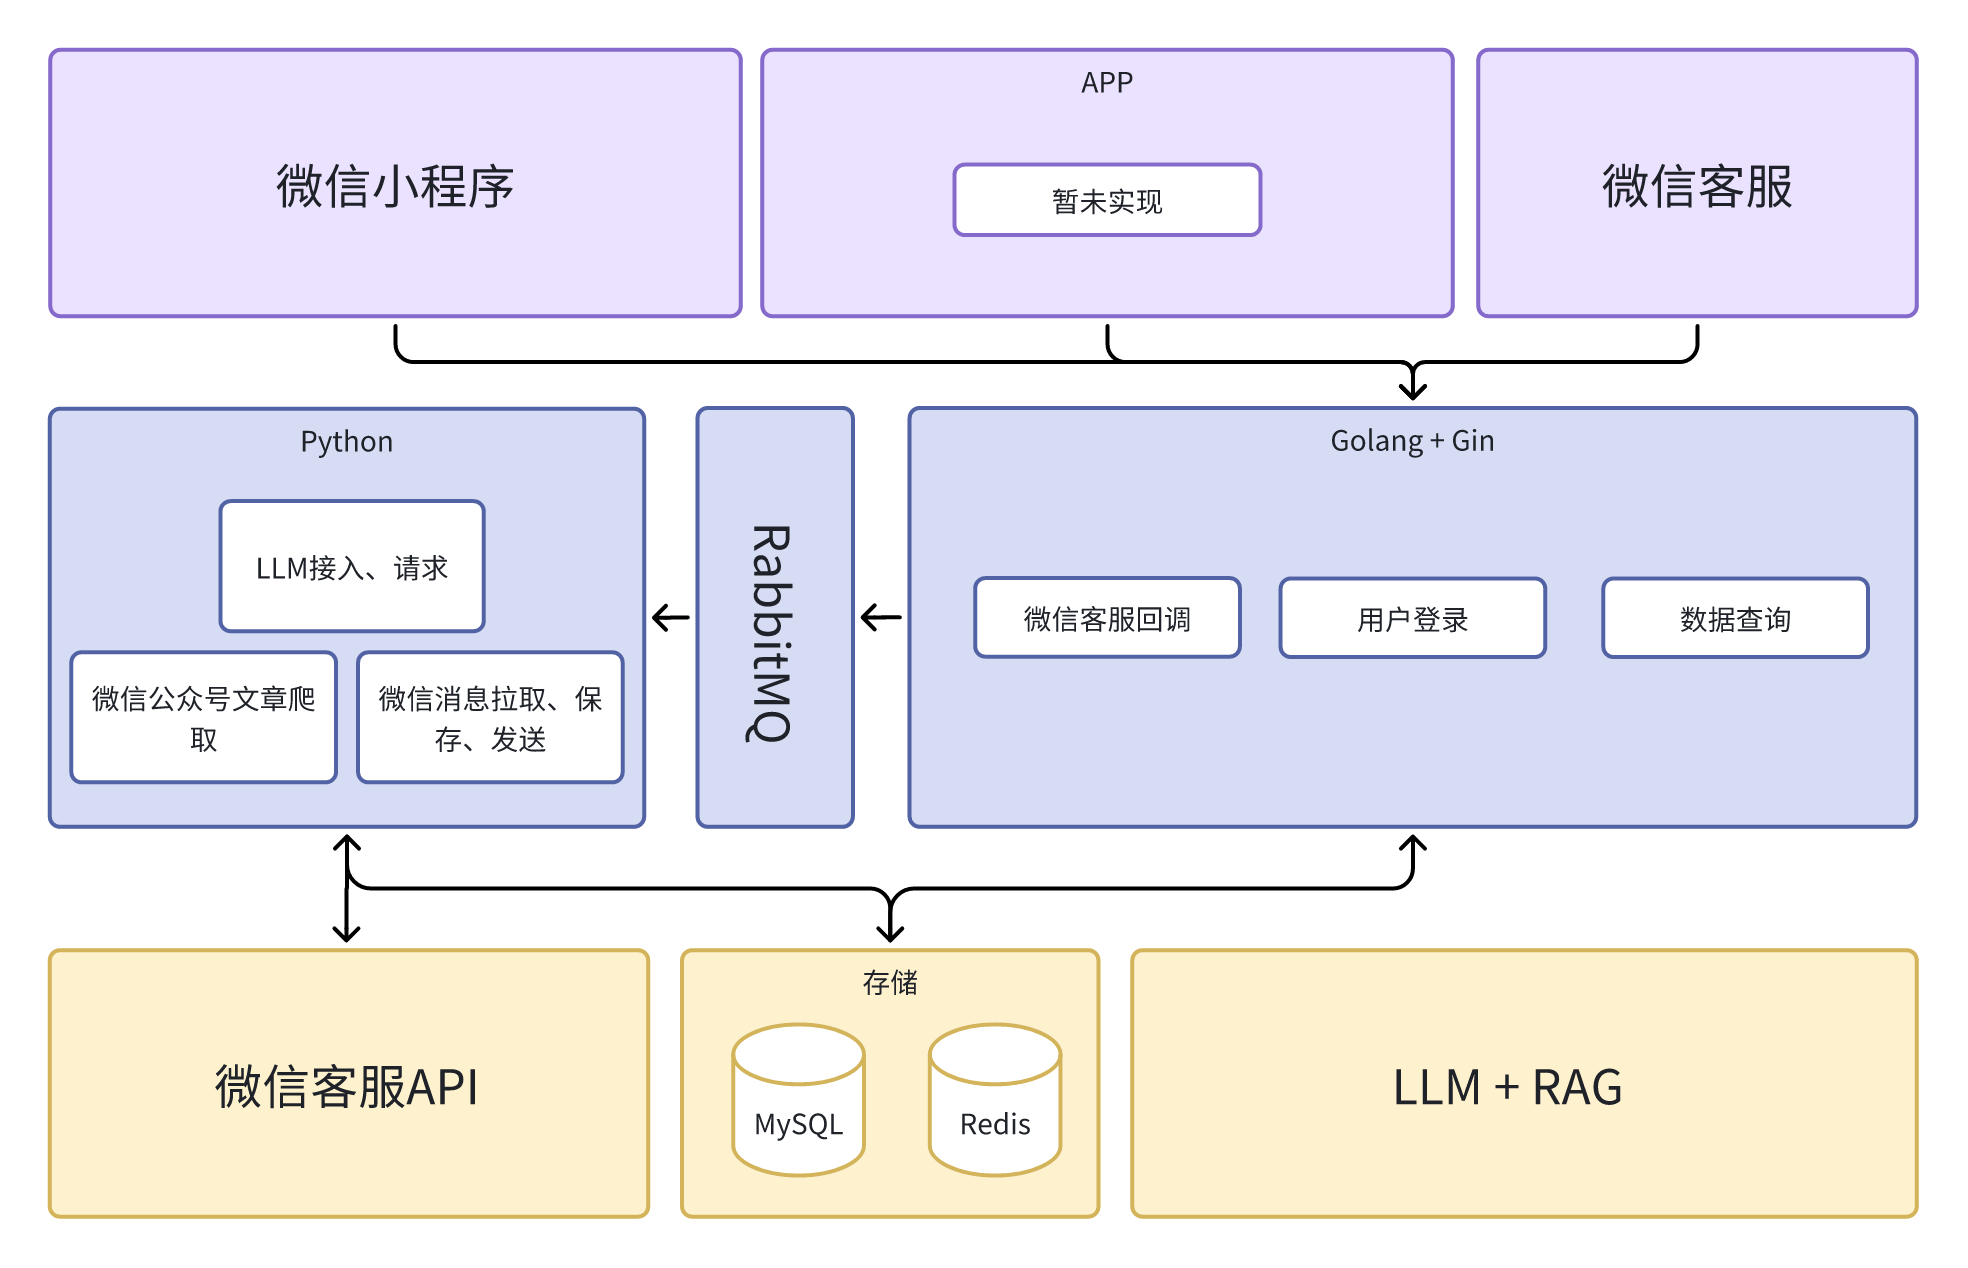 微信小程序
APP
暂未实现
微信客服
Python
LLM接入、请求
微信公众号文章爬
取
微信消息拉取、保
存、发送
RabbitMQ
Golang + Gin
微信客服回调
用户登录
数据查询
微信客服API
存储
MySQL
Redis
LLM + RAG